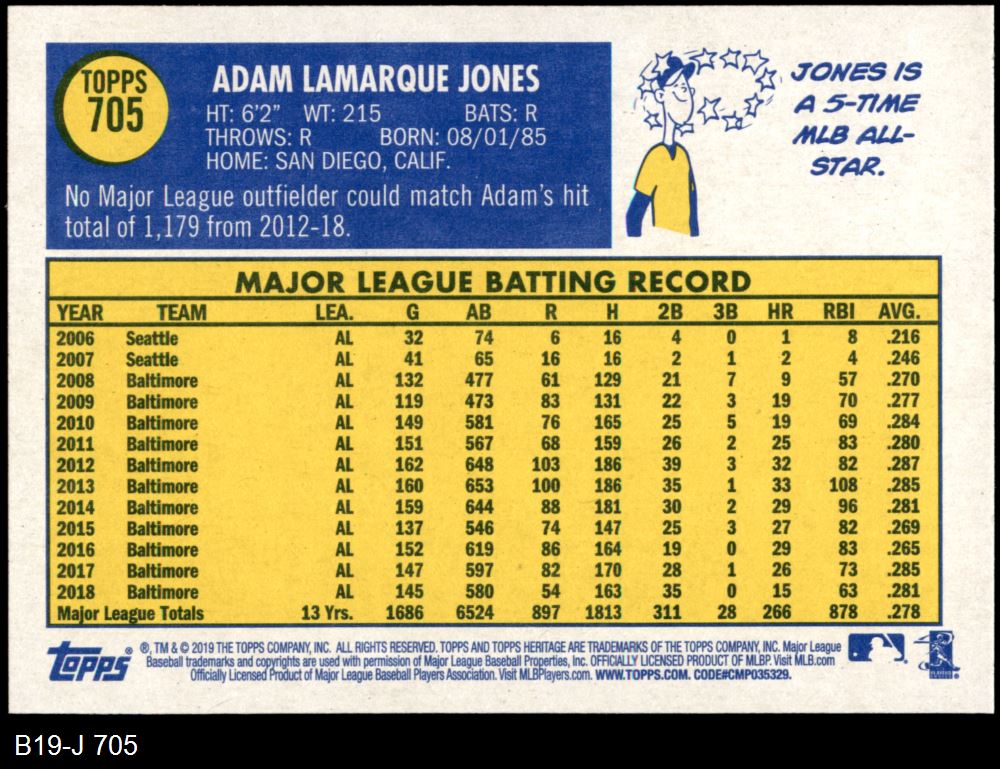 TOPPS
705
ADAM LAMARQUE JONES
HT: 6'2" WT: 215 BATS: R
THROWS: R BORN: 08/01/85
HOME: SAN DIEGO, CALIF.
No Major League outfielder could match Adam's hit
total of 1,179 from 2012-18.
JONES IS
A 5-TIME
MLB ALL-
STAR.
MAJOR LEAGUE BATTING RECORD
YEAR TEAM LEA. G AB R H 2B 3B HR RBI AVG.
2006 Seattle AL 32 74 6 16 4 0 1 8 .216
2007 Seattle AL 41 65 16 16 2 1 2 4 .246
2008 Baltimore AL 132 477 61 129 21 7 9 57 .270
2009 Baltimore AL 119 473 83 131 22 3 19 70 .277
2010 Baltimore AL 149 581 76 165 25 5 19 69 .284
2011 Baltimore AL 151 567 68 159 26 2 25 83 .280
2012 Baltimore AL 162 648 103 186 39 3 32 82 .287
2013 Baltimore AL 160 653 100 186 35 1 33 108 .285
2014 Baltimore AL 159 644 88 181 30 2 29 96 .281
2015 Baltimore AL 137 546 74 147 25 3 27 82 .269
2016 Baltimore AL 152 619 86 164 19 0 29 83 .265
2017 Baltimore AL 147 597 82 170 28 1 26 73 .285
2018 Baltimore AL 145 580 54 163 35 0 15 63 .281
Major League Totals 13 Yrs. 1686 6524 897 1813 311 28 266 878 .278
topps ®
®, TM & © 2019 THE TOPPS COMPANY, INC. ALL RIGHTS RESERVED. TOPPS AND TOPPS HERITAGE ARE TRADEMARKS OF THE TOPPS COMPANY, INC. Major League
Baseball trademarks and copyrights are used with permission of Major League Baseball Properties, Inc. OFFICIALLY LICENSED PRODUCT OF MLBP. Visit MLB.com
Officially Licensed Product of Major League Baseball Players Association. Visit MLBPlayers.com. WWW.TOPPS.COM. CODE#CMP035329.
B19-J 705